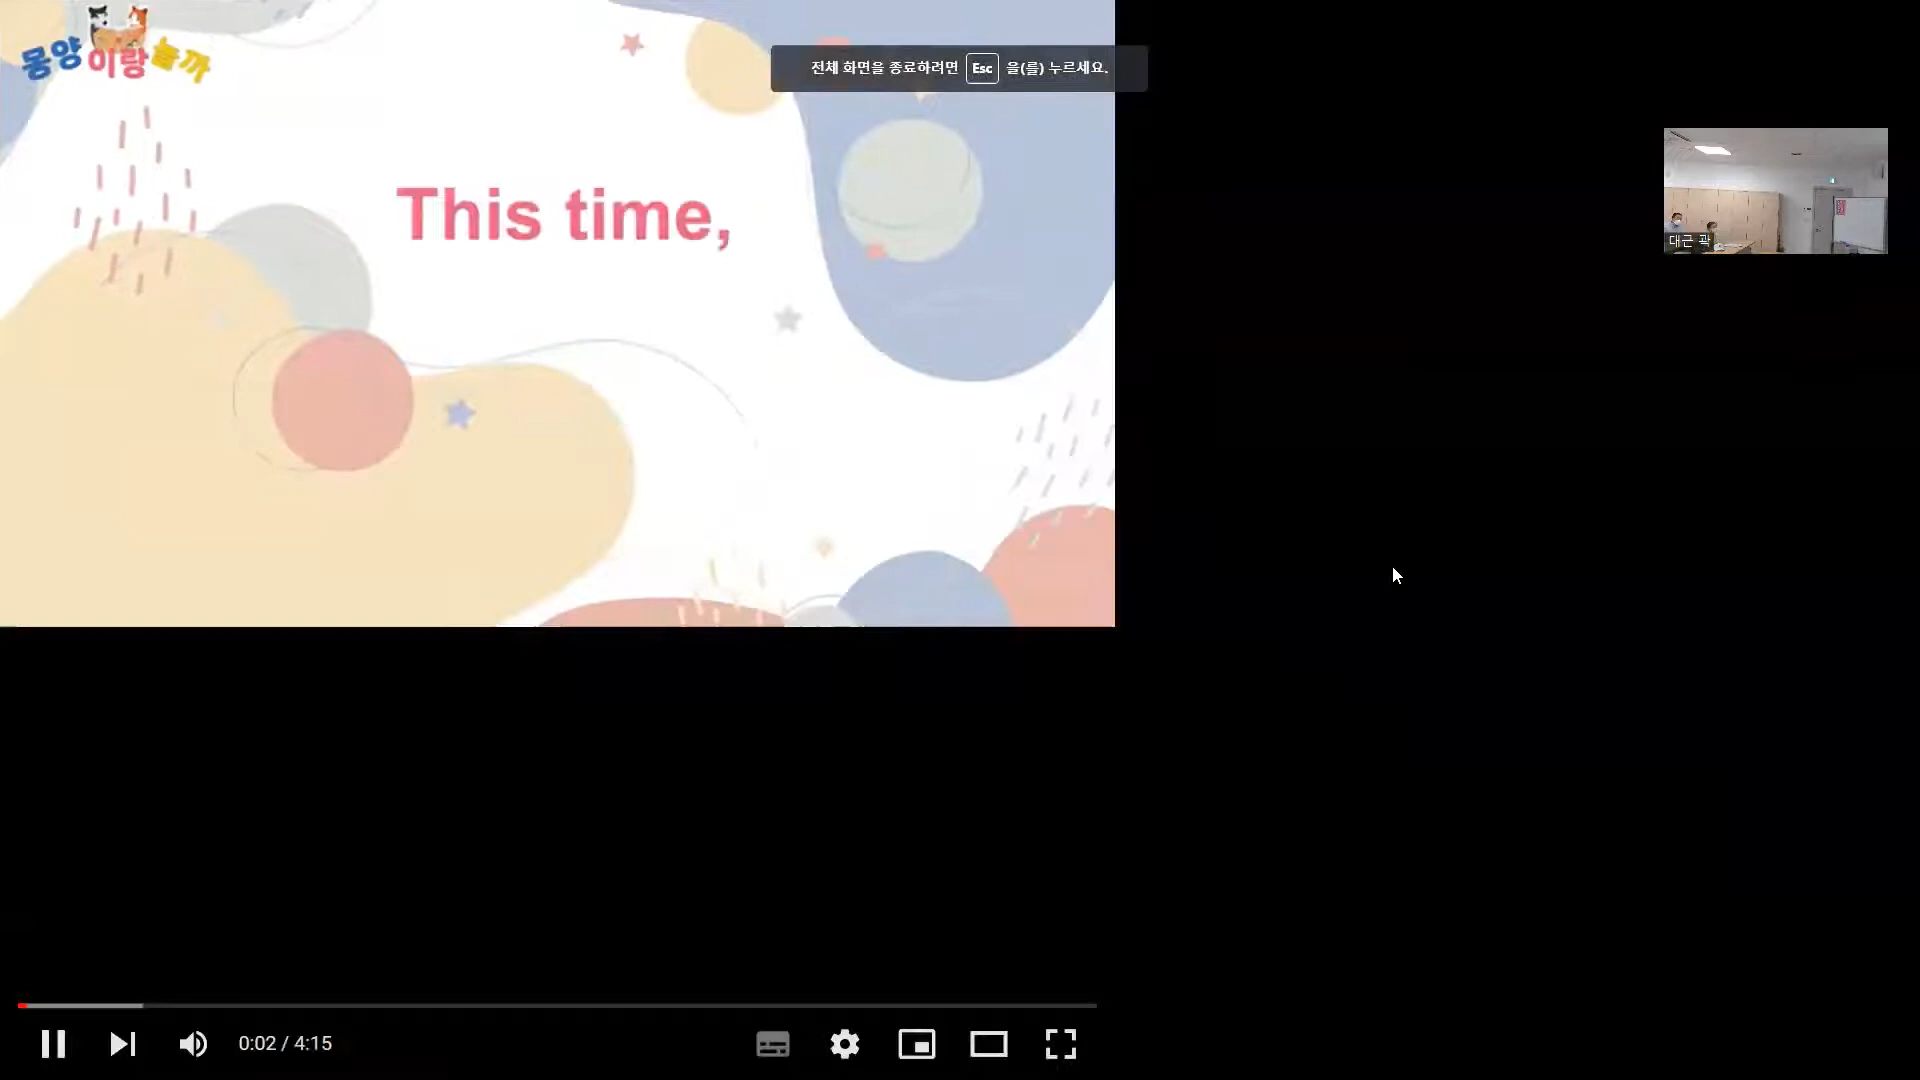 몽양이랑놀까
전체 화면을 종료하려면 Esc 을(를) 누르세요.
This time,
대근 곽
0:02 / 4:15